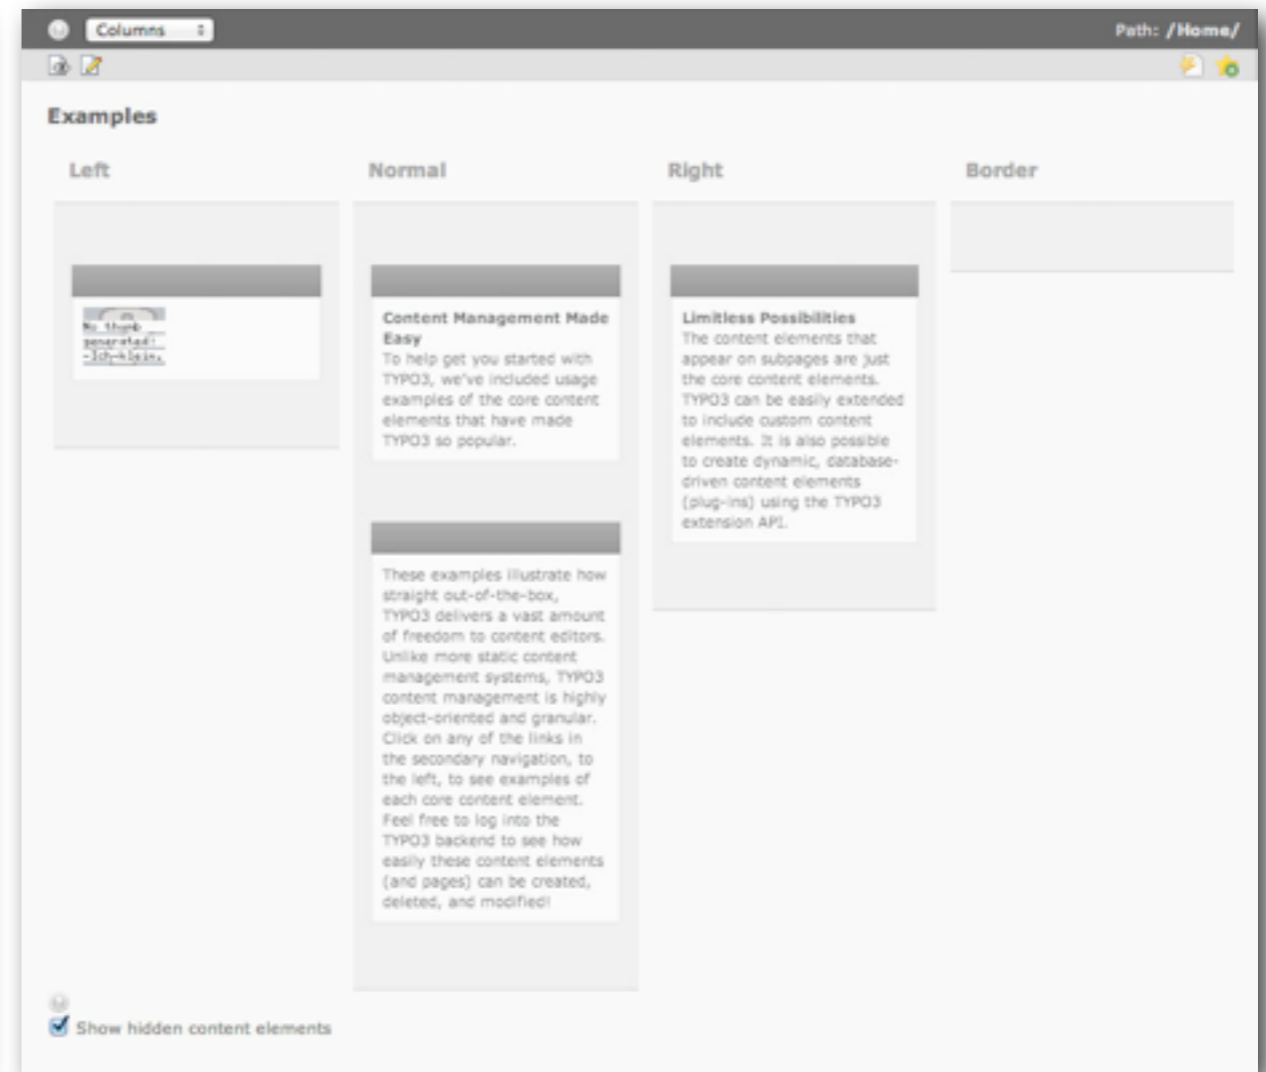 Columns
Path: /Home/
Examples
Left
Normal
Right
Border
No thumb
generated!
Content Management Made
Easy
To help get you started with
TYPO3, we've included usage
examples of the core content
elements that have made
TYPO3 so popular.
These examples illustrate how
straight out-of-the-box,
TYPO3 delivers a vast amount
of freedom to content editors.
Unlike more static content
management systems, TYPO3
content management is highly
object-oriented and granular.
Click on any of the links in
the secondary navigation, to
the left, to see examples of
each core content element.
Feel free to log into the
TYPO3 backend to see how
easily these content elements
(and pages) can be created,
deleted, and modified!
Limitless Possibilities
The content elements that
appear on subpages are just
the core content elements.
TYPO3 can be easily extended
to include custom content
elements. It is also possible
to create dynamic, database-
driven content elements
(plug-ins) using the TYPO3
extension API.
Show hidden content elements